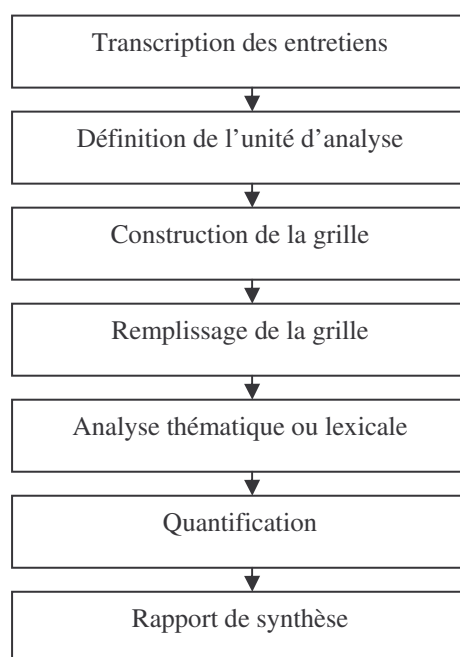 Transcription des entretiens
Définition de l’unité d’analyse
Construction de la grille
Remplissage de la grille
Analyse thématique ou lexicale
Quantification
Rapport de synthèse